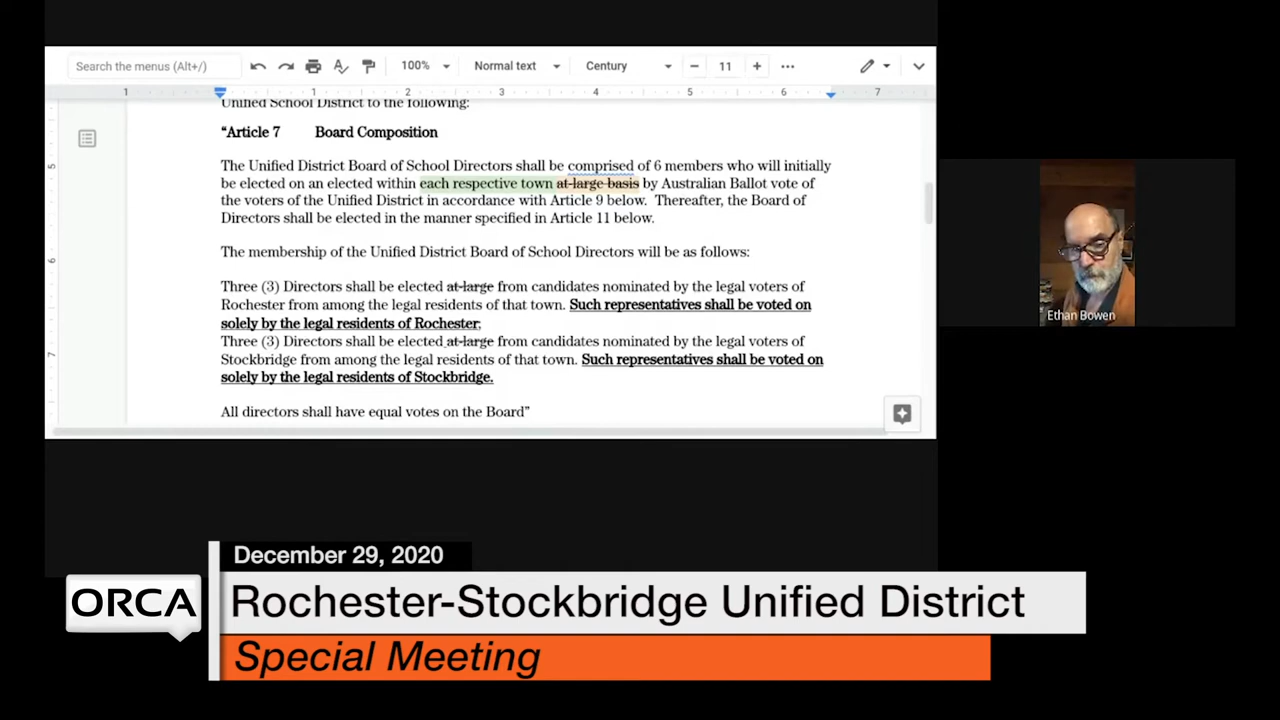 Search the menus (Alt+/)
100%
Normal text
Century
11
1 1 2 3 4 5 6 7
5
6
7
Unified School District to the following:
“Article 7 Board Composition
The Unified District Board of School Directors shall be comprised of 6 members who will initially
be elected on an elected within each respective town at-large basis by Australian Ballot vote of
the voters of the Unified District in accordance with Article 9 below. Thereafter, the Board of
Directors shall be elected in the manner specified in Article 11 below.
The membership of the Unified District Board of School Directors will be as follows:
Three (3) Directors shall be elected at-large from candidates nominated by the legal voters of
Rochester from among the legal residents of that town. Such representatives shall be voted on
solely by the legal residents of Rochester;
Three (3) Directors shall be elected at-large from candidates nominated by the legal voters of
Stockbridge from among the legal residents of that town. Such representatives shall be voted on
solely by the legal residents of Stockbridge.
All directors shall have equal votes on the Board”
Ethan Bowen
December 29, 2020
ORCA
Rochester-Stockbridge Unified District
Special Meeting